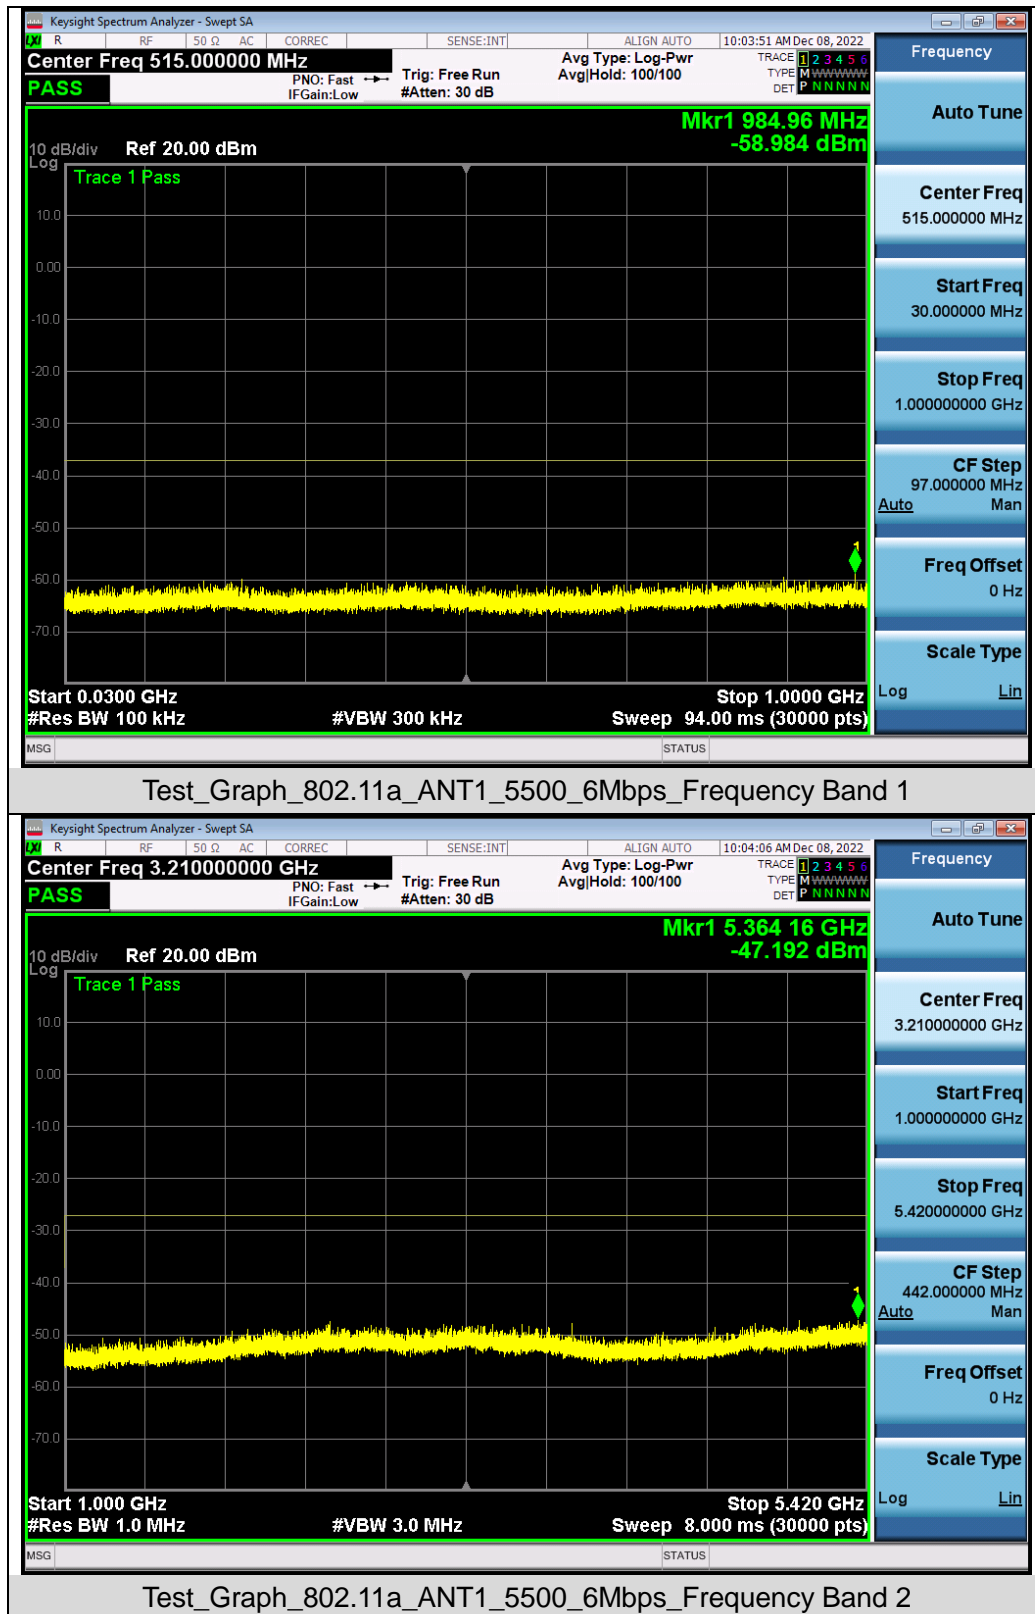 Keysight Spectrum Analyzer - Swept SA
LXI R RF 50 Ω AC CORREC SENSE:INT ALIGN AUTO 10:03:51 AM Dec 08, 2022
Center Freq 515.000000 MHz Avg Type: Log-Pwr TRACE 1 2 3 4 5 6
PASS PNO: Fast Trig: Free Run Avg|Hold: 100/100 TYPE M WWWWW
IFGain:Low #Atten: 30 dB DET P N N N N N
Mkr1 984.96 MHz
10 dB/div Ref 20.00 dBm -58.984 dBm
Log
Trace 1 Pass
10.0
0.00
-10.0
-20.0
-30.0
-40.0
-50.0
1
-60.0
-70.0
Start 0.0300 GHz Stop 1.0000 GHz
#Res BW 100 kHz #VBW 300 kHz Sweep 94.00 ms (30000 pts)
MSG STATUS
Frequency
Auto Tune
Center Freq
515.000000 MHz
Start Freq
30.000000 MHz
Stop Freq
1.000000000 GHz
CF Step
97.000000 MHz
Auto Man
Freq Offset
0 Hz
Scale Type
Log Lin
Test_Graph_802.11a_ANT1_5500_6Mbps_Frequency Band 1
Keysight Spectrum Analyzer - Swept SA
LXI R RF 50 Ω AC CORREC SENSE:INT ALIGN AUTO 10:04:06 AM Dec 08, 2022
Center Freq 3.210000000 GHz Avg Type: Log-Pwr TRACE 1 2 3 4 5 6
PASS PNO: Fast Trig: Free Run Avg|Hold: 100/100 TYPE M WWWWW
IFGain:Low #Atten: 30 dB DET P N N N N N
Mkr1 5.364 16 GHz
10 dB/div Ref 20.00 dBm -47.192 dBm
Log
Trace 1 Pass
10.0
0.00
-10.0
-20.0
-30.0
-40.0
1
-50.0
-60.0
-70.0
Start 1.000 GHz Stop 5.420 GHz
#Res BW 1.0 MHz #VBW 3.0 MHz Sweep 8.000 ms (30000 pts)
MSG STATUS
Frequency
Auto Tune
Center Freq
3.210000000 GHz
Start Freq
1.000000000 GHz
Stop Freq
5.420000000 GHz
CF Step
442.000000 MHz
Auto Man
Freq Offset
0 Hz
Scale Type
Log Lin
Test_Graph_802.11a_ANT1_5500_6Mbps_Frequency Band 2